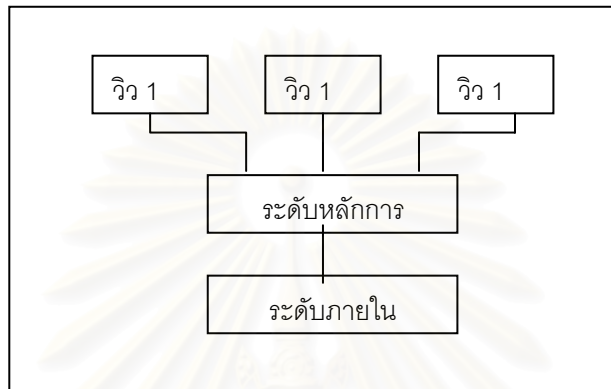 วิว 1 วิว 1 วิว 1
ระดับหลักการ
ระดับภายใน